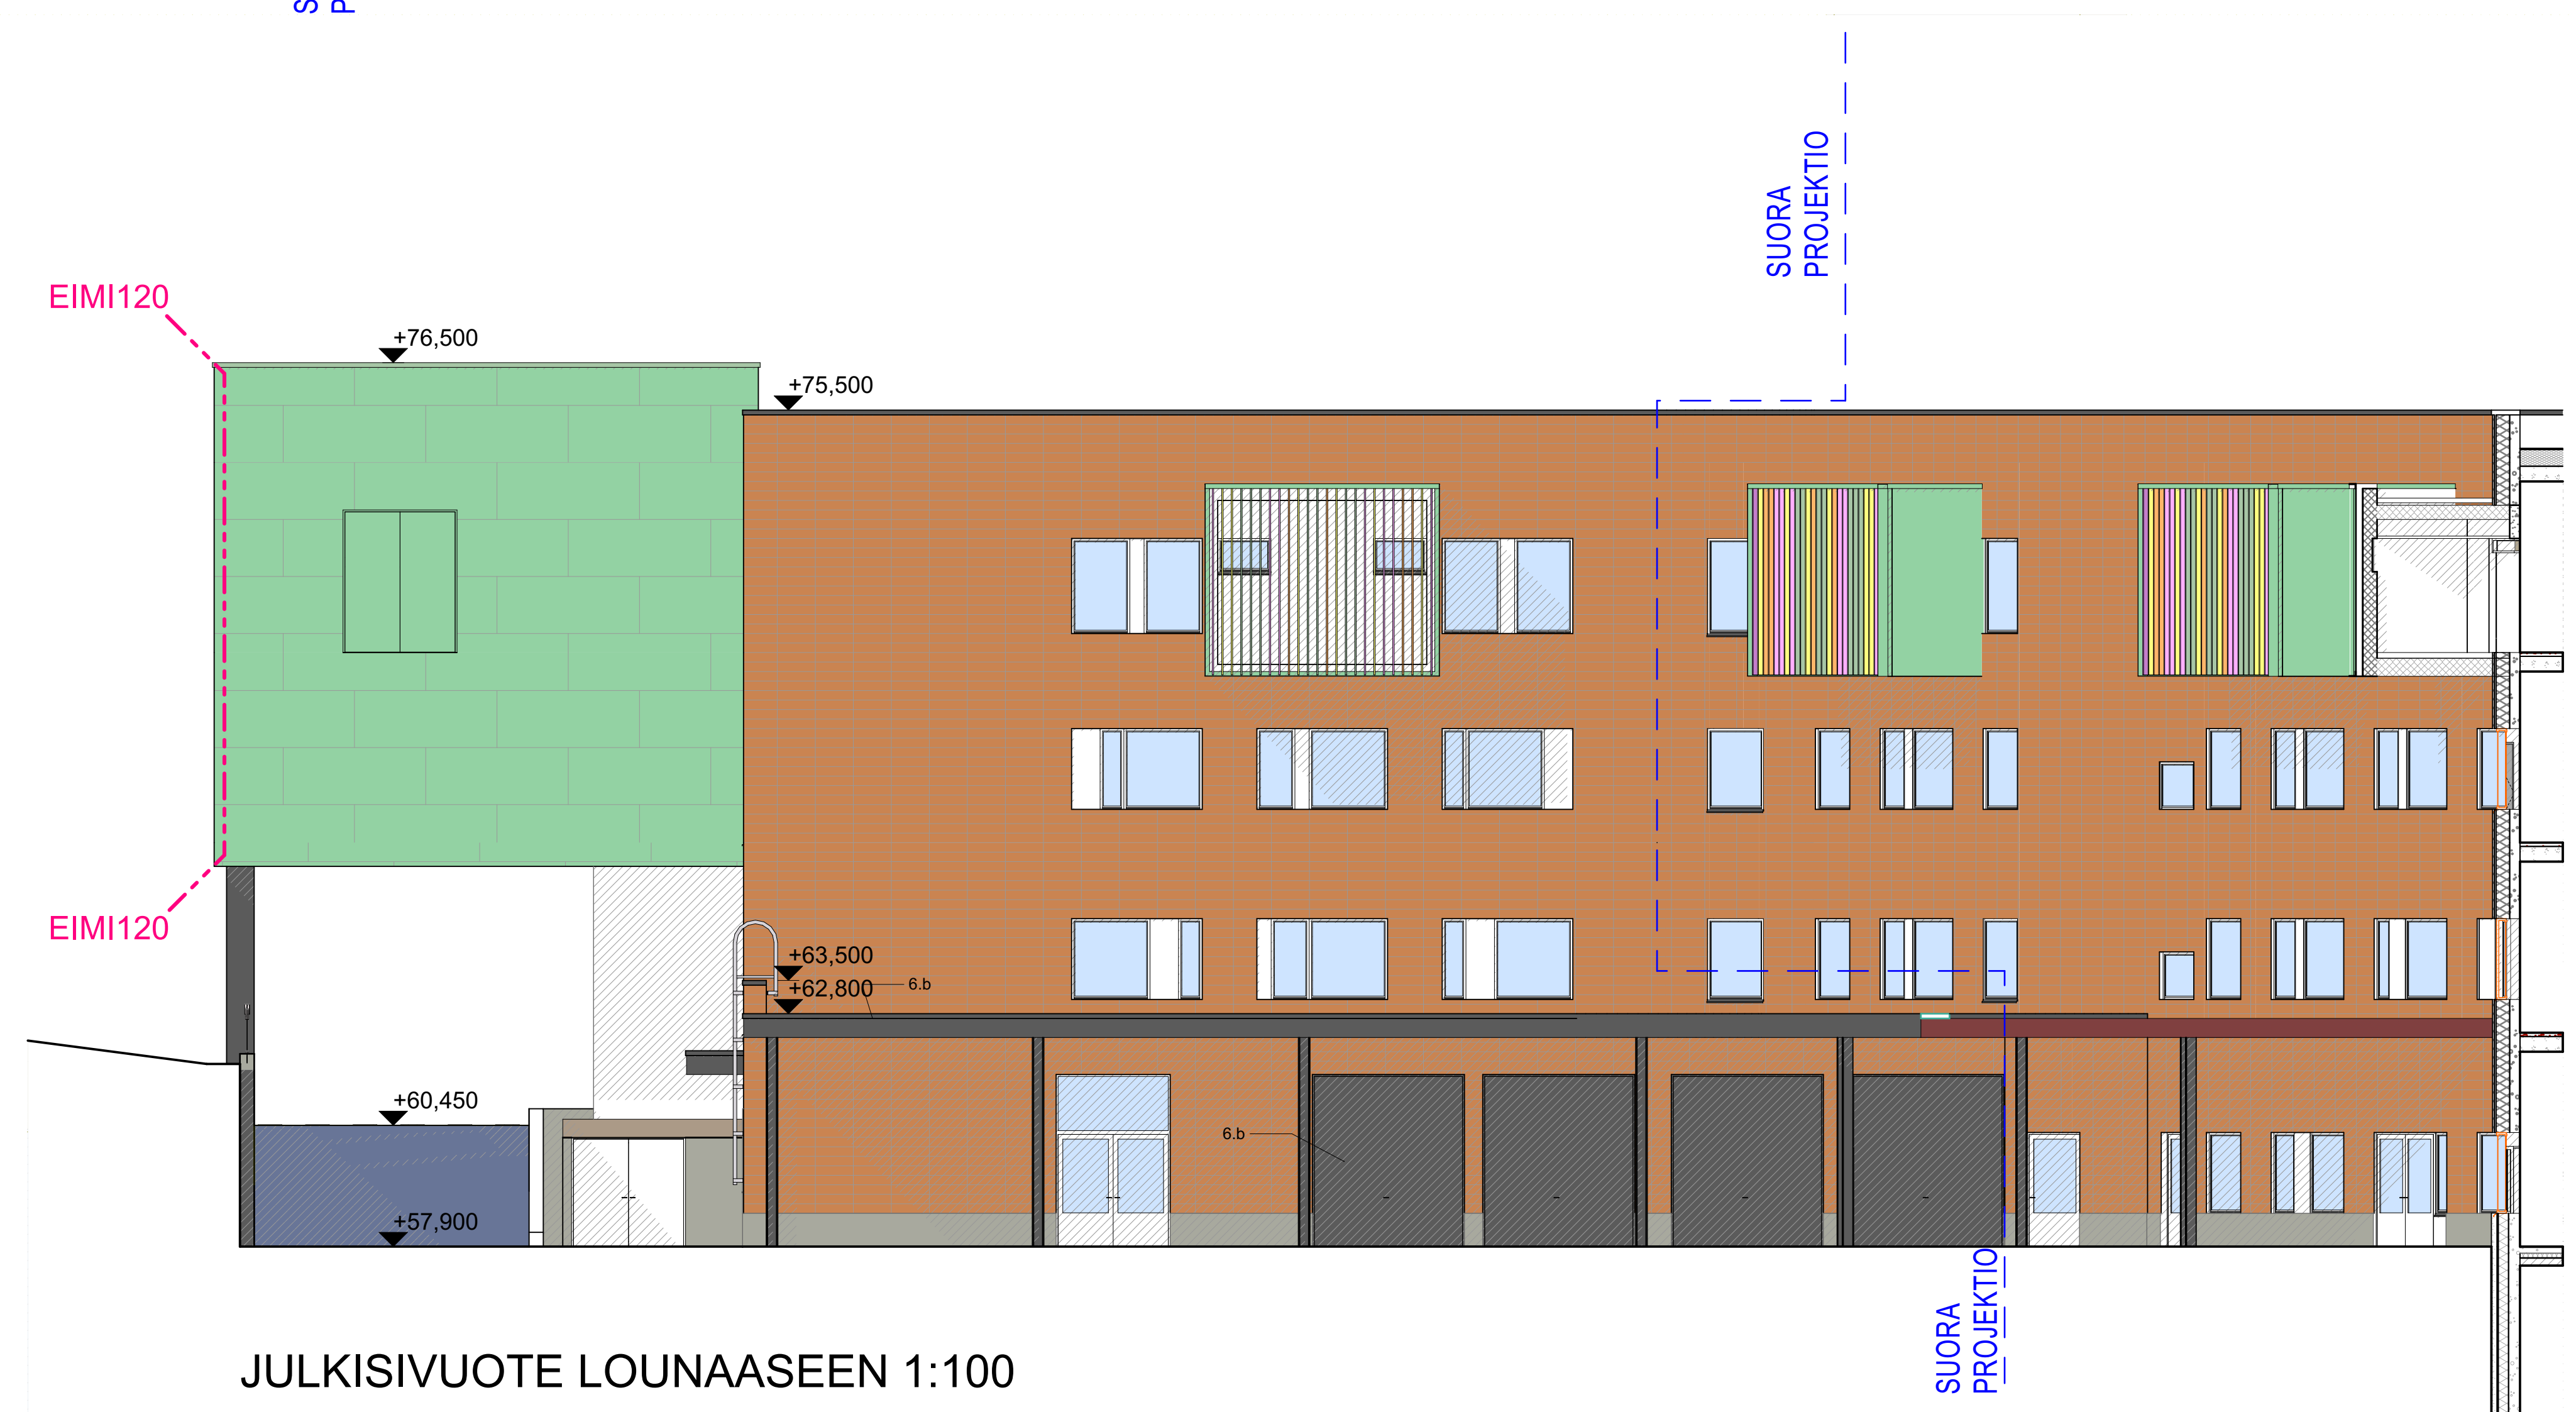 S
P
SUORA
PROJEKTIO
EIMI120
+76,500
+75,500
EIMI120
+63,500
+62,800
6.b
+60,450
6.b
+57,900
SUORA
PROJEKTIO
JULKISIVUOTE LOUNAASEEN 1:100